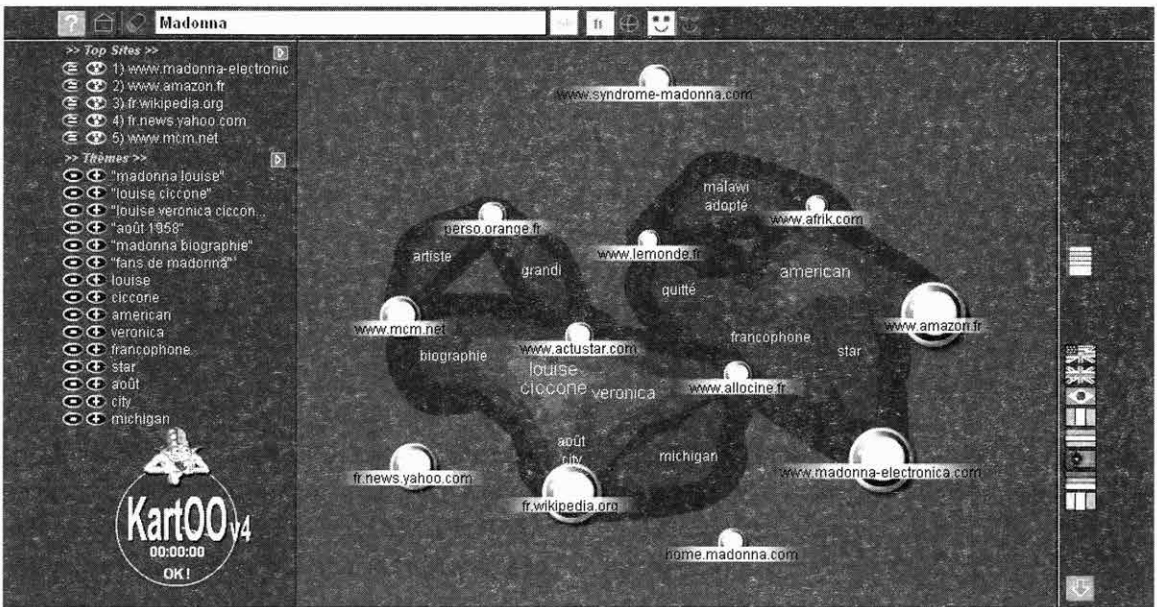 ?
Madonna
fr
>> Top Sites >>
1) www.madonna-electronic
2) www.amazon.fr
3) fr.wikipedia.org
4) fr.news.yahoo.com
5) www.mcm.net
>> Thèmes >>
"madonna louise"
"louise ciccone"
"louise veronica ciccon...
"août 1958"
"madonna biographie"
"fans de madonna"
louise
ciccone
american
veronica
francophone
star
août
city
michigan
KartOO v4
00:00:00
OK!
www.syndrome-madonna.com
malawi
adopté
www.afrik.com
perso.orange.fr
www.lemonde.fr
artiste
grandi
american
quitté
www.mcm.net
www.amazon.fr
francophone
www.actustar.com
star
biographie
louise
ciccone
veronica
www.allocine.fr
août
city
michigan
fr.news.yahoo.com
www.madonna-electronica.com
fr.wikipedia.org
home.madonna.com